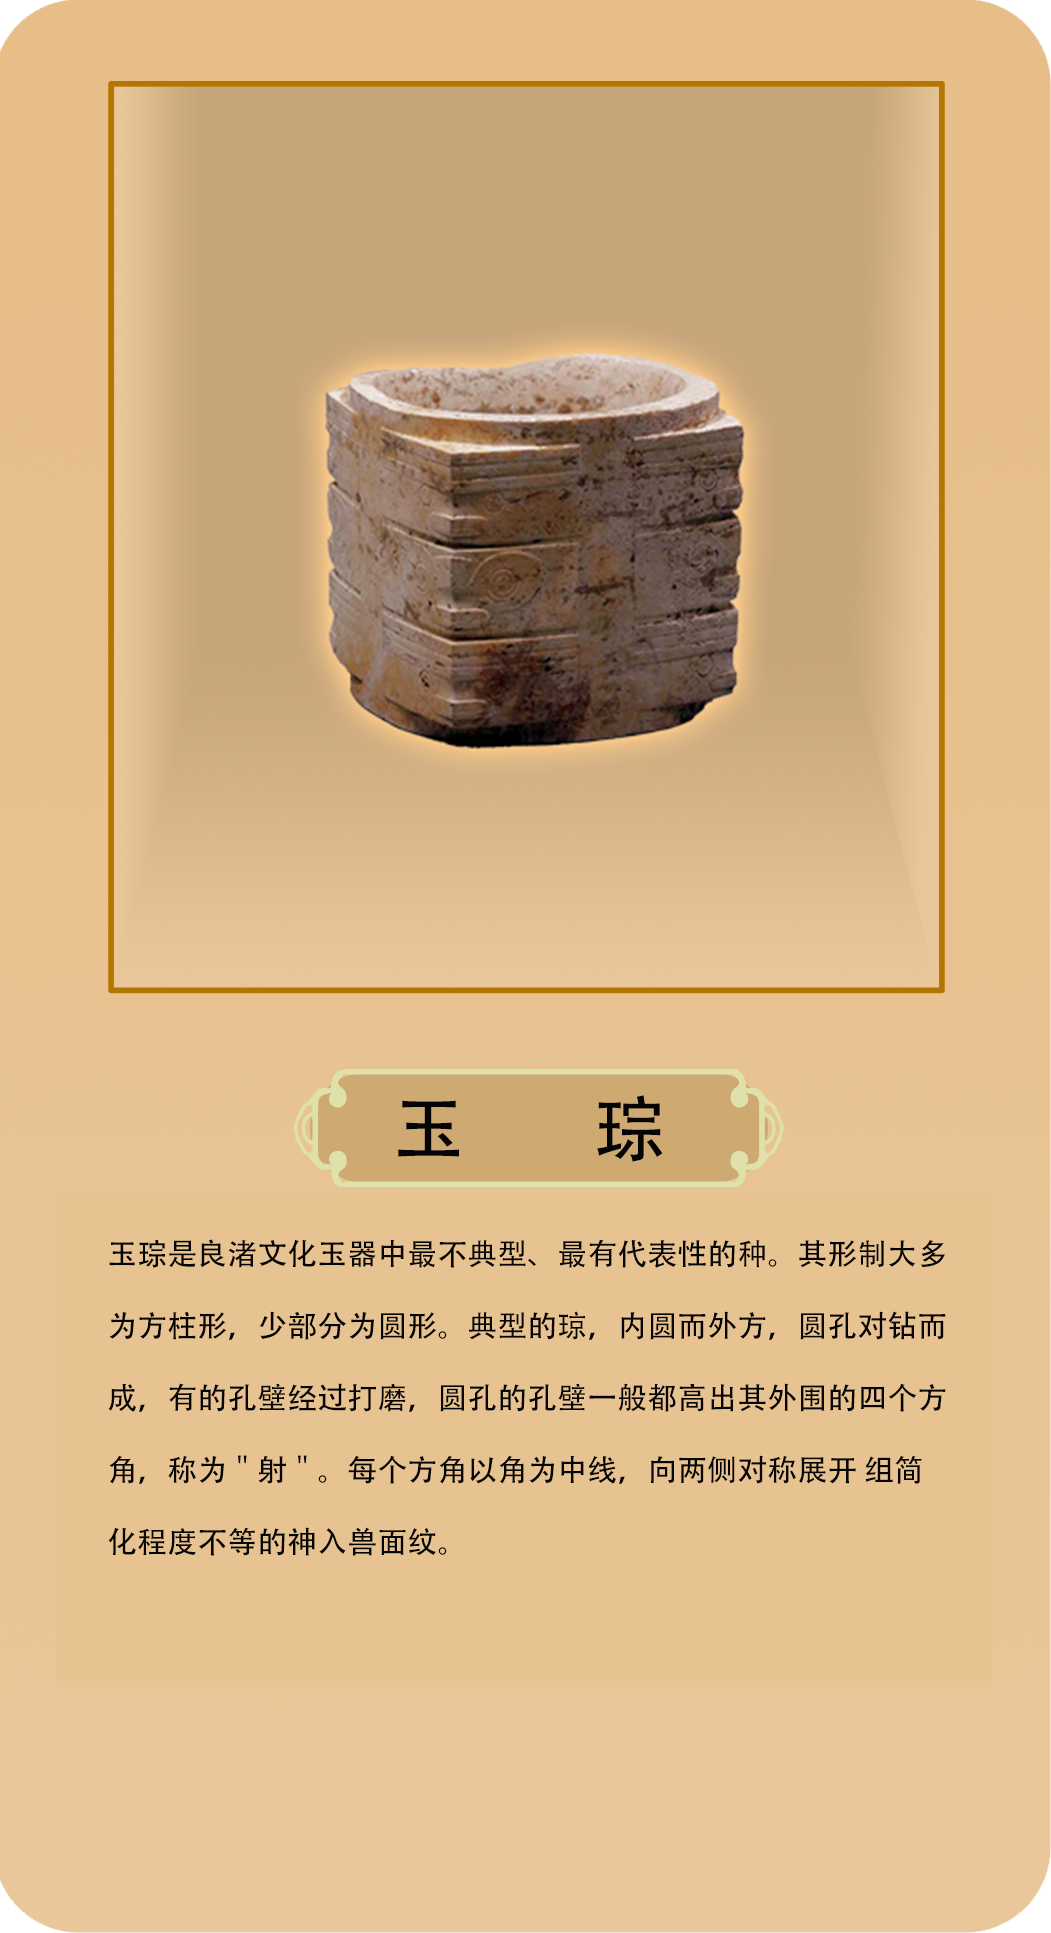 玉 琮
玉琮是良渚文化玉器中最不典型、最有代表性的种。其形制大多
为方柱形，少部分为圆形。典型的琼，内圆而外方，圆孔对钻而
成，有的孔壁经过打磨，圆孔的孔壁一般都高出其外围的四个方
角，称为"射"。每个方角以角为中线，向两侧对称展开 组简
化程度不等的神入兽面纹。